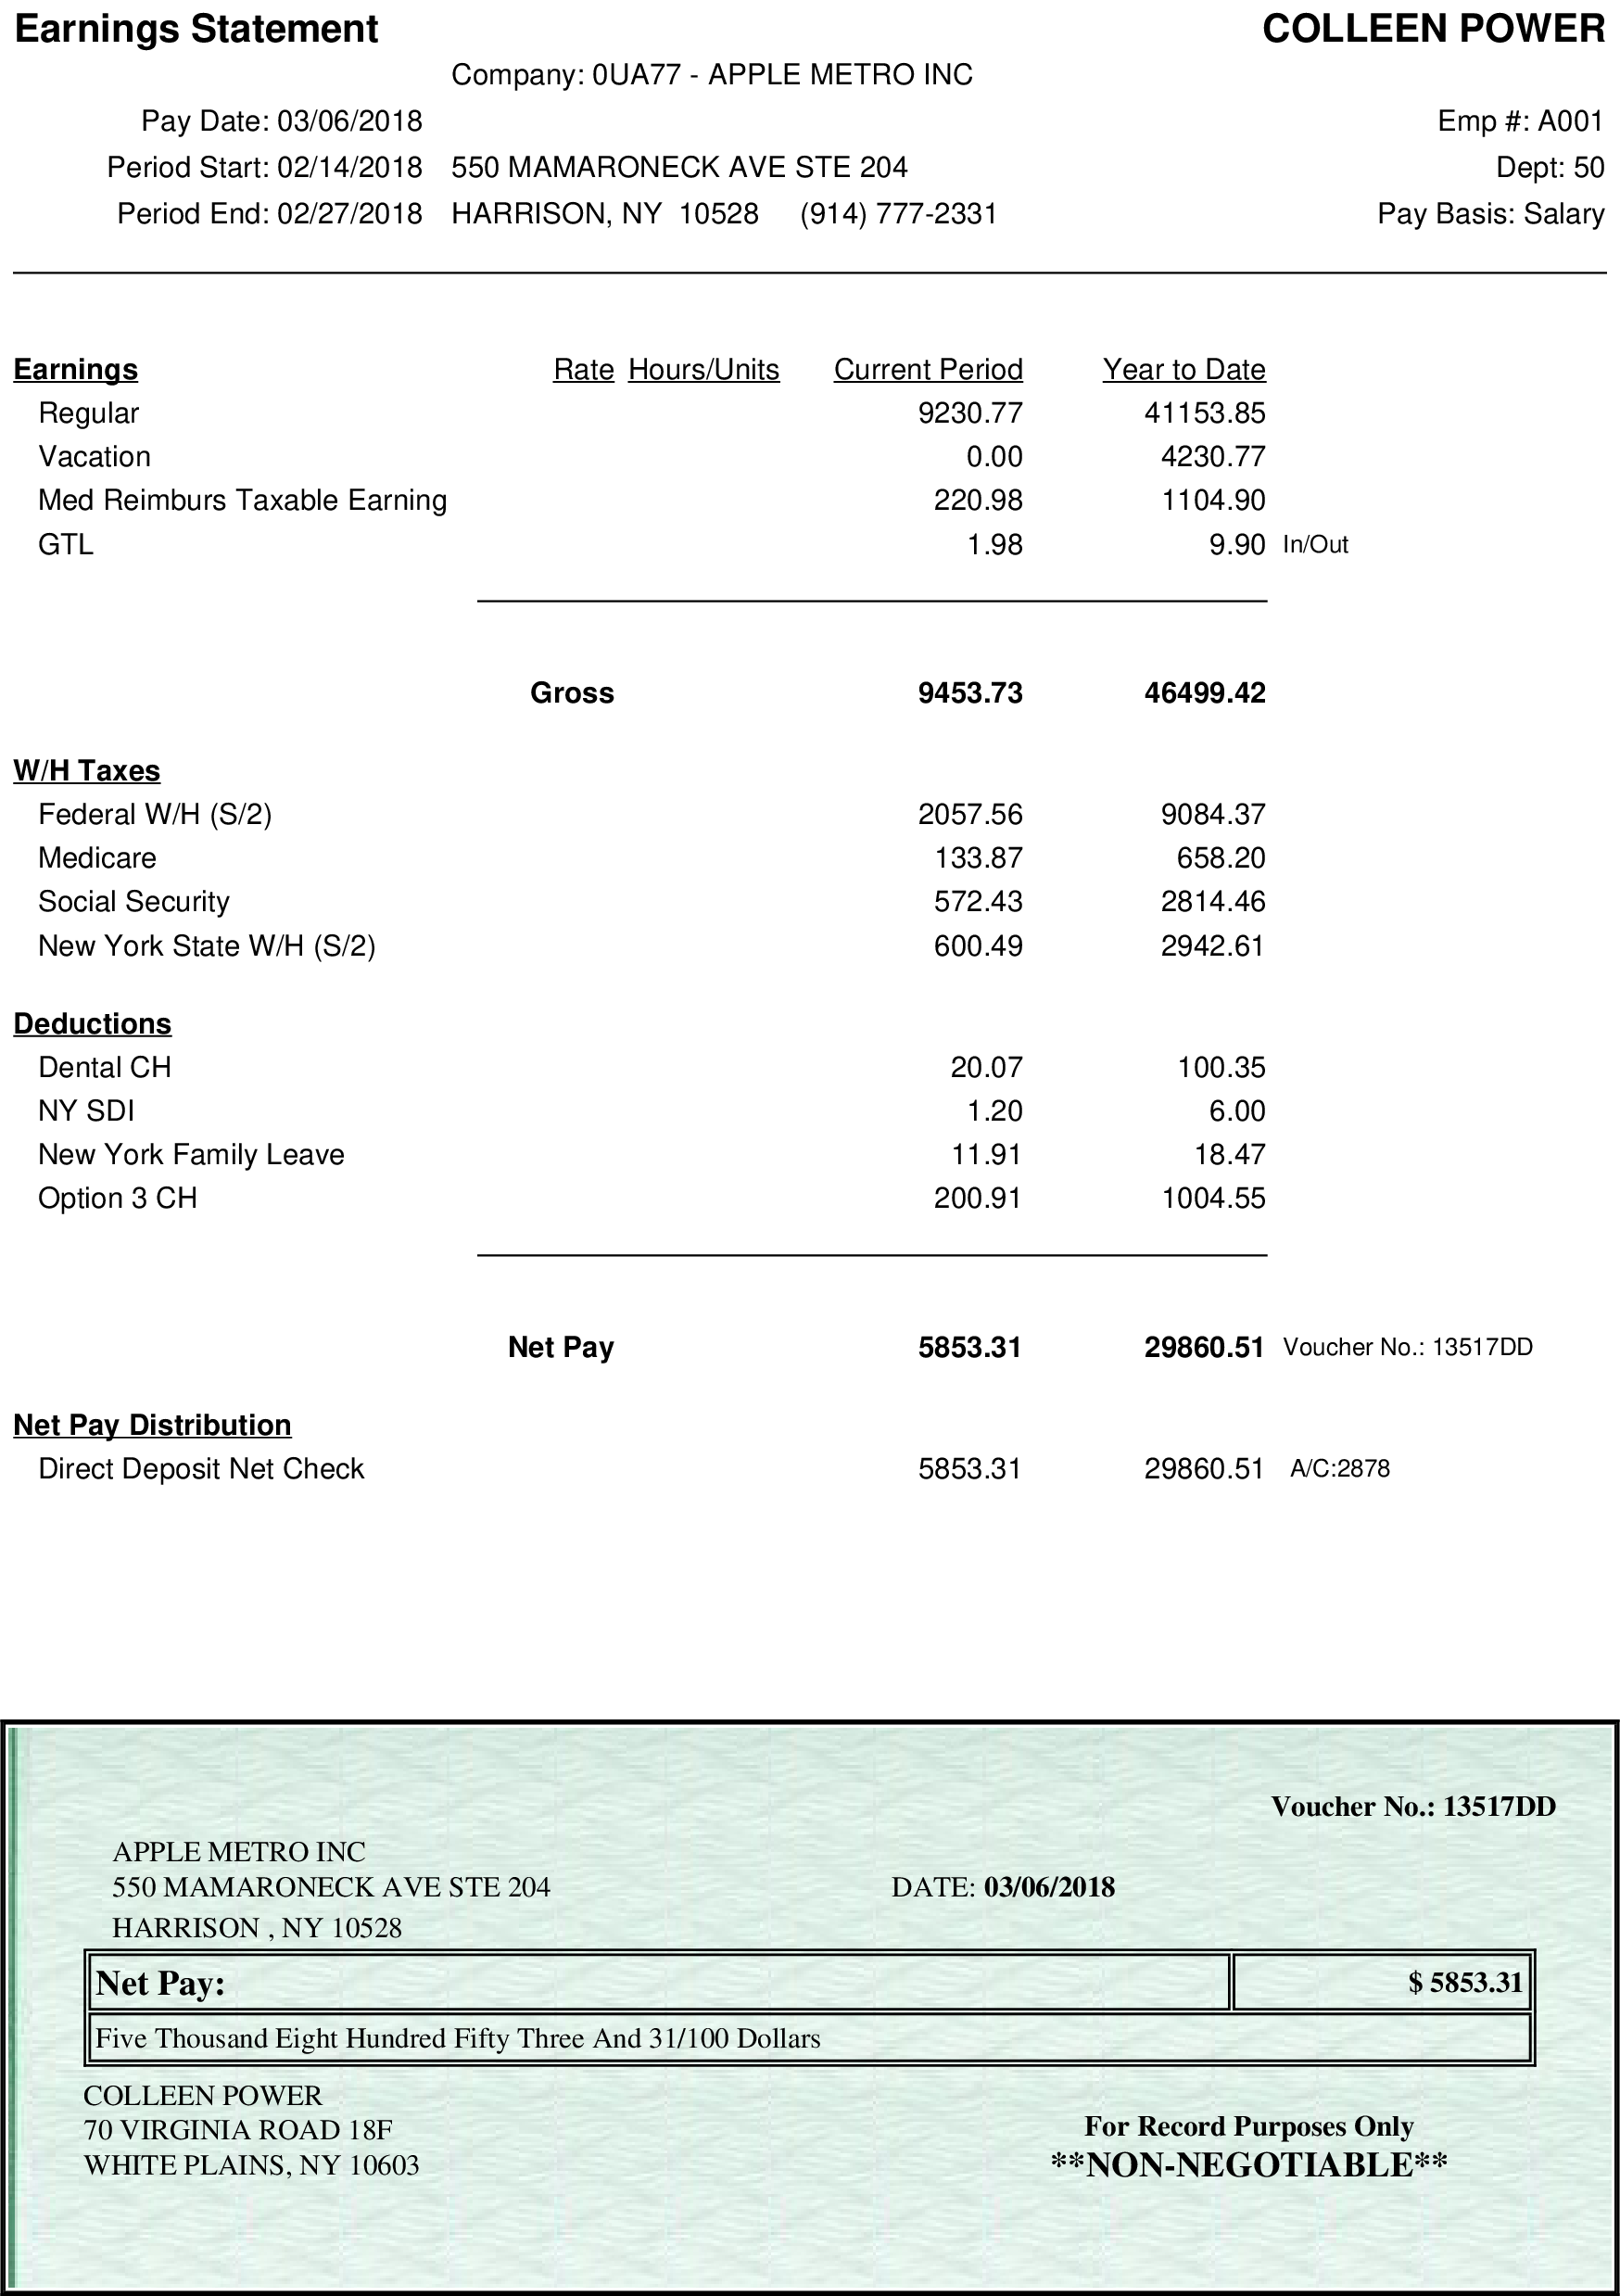 Earnings Statement COLLEEN POWER
Company: 0UA77 - APPLE METRO INC
Pay Date: 03/06/2018 Emp #: A001
Period Start: 02/14/2018 550 MAMARONECK AVE STE 204 Dept: 50
Period End: 02/27/2018 HARRISON, NY 10528 (914) 777-2331 Pay Basis: Salary
Earnings Rate Hours/Units Current Period Year to Date
Regular 9230.77 41153.85
Vacation 0.00 4230.77
Med Reimburs Taxable Earning 220.98 1104.90
GTL 1.98 9.90 In/Out
Gross 9453.73 46499.42
W/H Taxes
Federal W/H (S/2) 2057.56 9084.37
Medicare 133.87 658.20
Social Security 572.43 2814.46
New York State W/H (S/2) 600.49 2942.61
Deductions
Dental CH 20.07 100.35
NY SDI 1.20 6.00
New York Family Leave 11.91 18.47
Option 3 CH 200.91 1004.55
Net Pay 5853.31 29860.51 Voucher No.: 13517DD
Net Pay Distribution
Direct Deposit Net Check 5853.31 29860.51 A/C:2878
Voucher No.: 13517DD
APPLE METRO INC
550 MAMARONECK AVE STE 204 DATE: 03/06/2018
HARRISON , NY 10528
Net Pay: $ 5853.31
Five Thousand Eight Hundred Fifty Three And 31/100 Dollars
COLLEEN POWER
70 VIRGINIA ROAD 18F For Record Purposes Only
WHITE PLAINS, NY 10603 **NON-NEGOTIABLE**